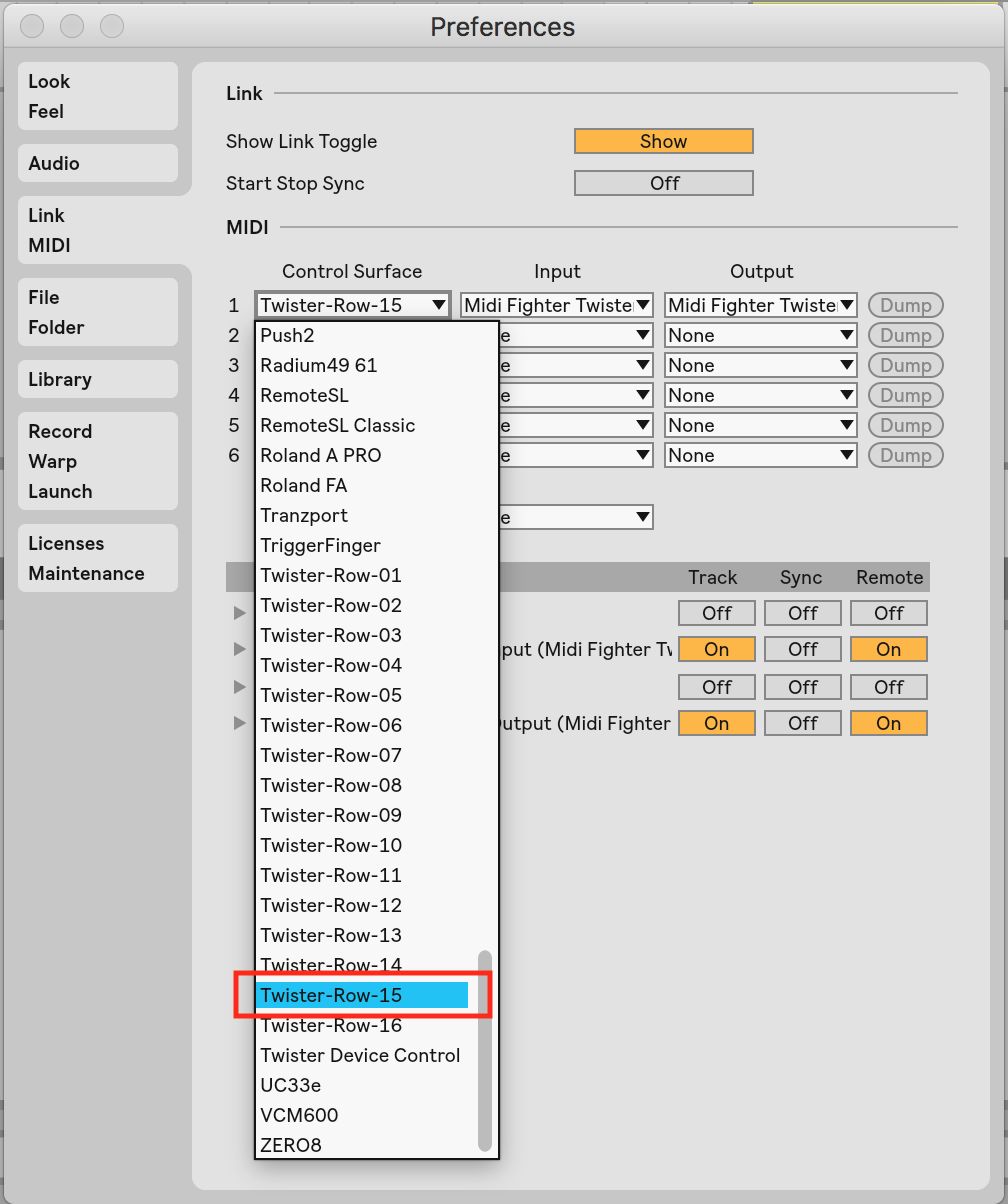 Preferences
Look
Feel
Audio
Link
MIDI
File
Folder
Library
Record
Warp
Launch
Licenses
Maintenance
Link
Show Link Toggle Show
Start Stop Sync Off
MIDI
Control Surface Input Output
1 Twister-Row-15 Midi Fighter Twiste Midi Fighter Twiste Dump
2 e None Dump
3 e None Dump
4 e None Dump
5 e None Dump
6 e None Dump
e
Push2
Radium49 61
RemoteSL
RemoteSL Classic
Roland A PRO
Roland FA
Tranzport
TriggerFinger
Twister-Row-01
Twister-Row-02
Twister-Row-03
Twister-Row-04
Twister-Row-05
Twister-Row-06
Twister-Row-07
Twister-Row-08
Twister-Row-09
Twister-Row-10
Twister-Row-11
Twister-Row-12
Twister-Row-13
Twister-Row-14
Twister-Row-15
Twister-Row-16
Twister Device Control
UC33e
VCM600
ZERO8
Track Sync Remote
Off Off Off
put (Midi Fighter Tw On Off On
Off Off Off
utput (Midi Fighter On Off On